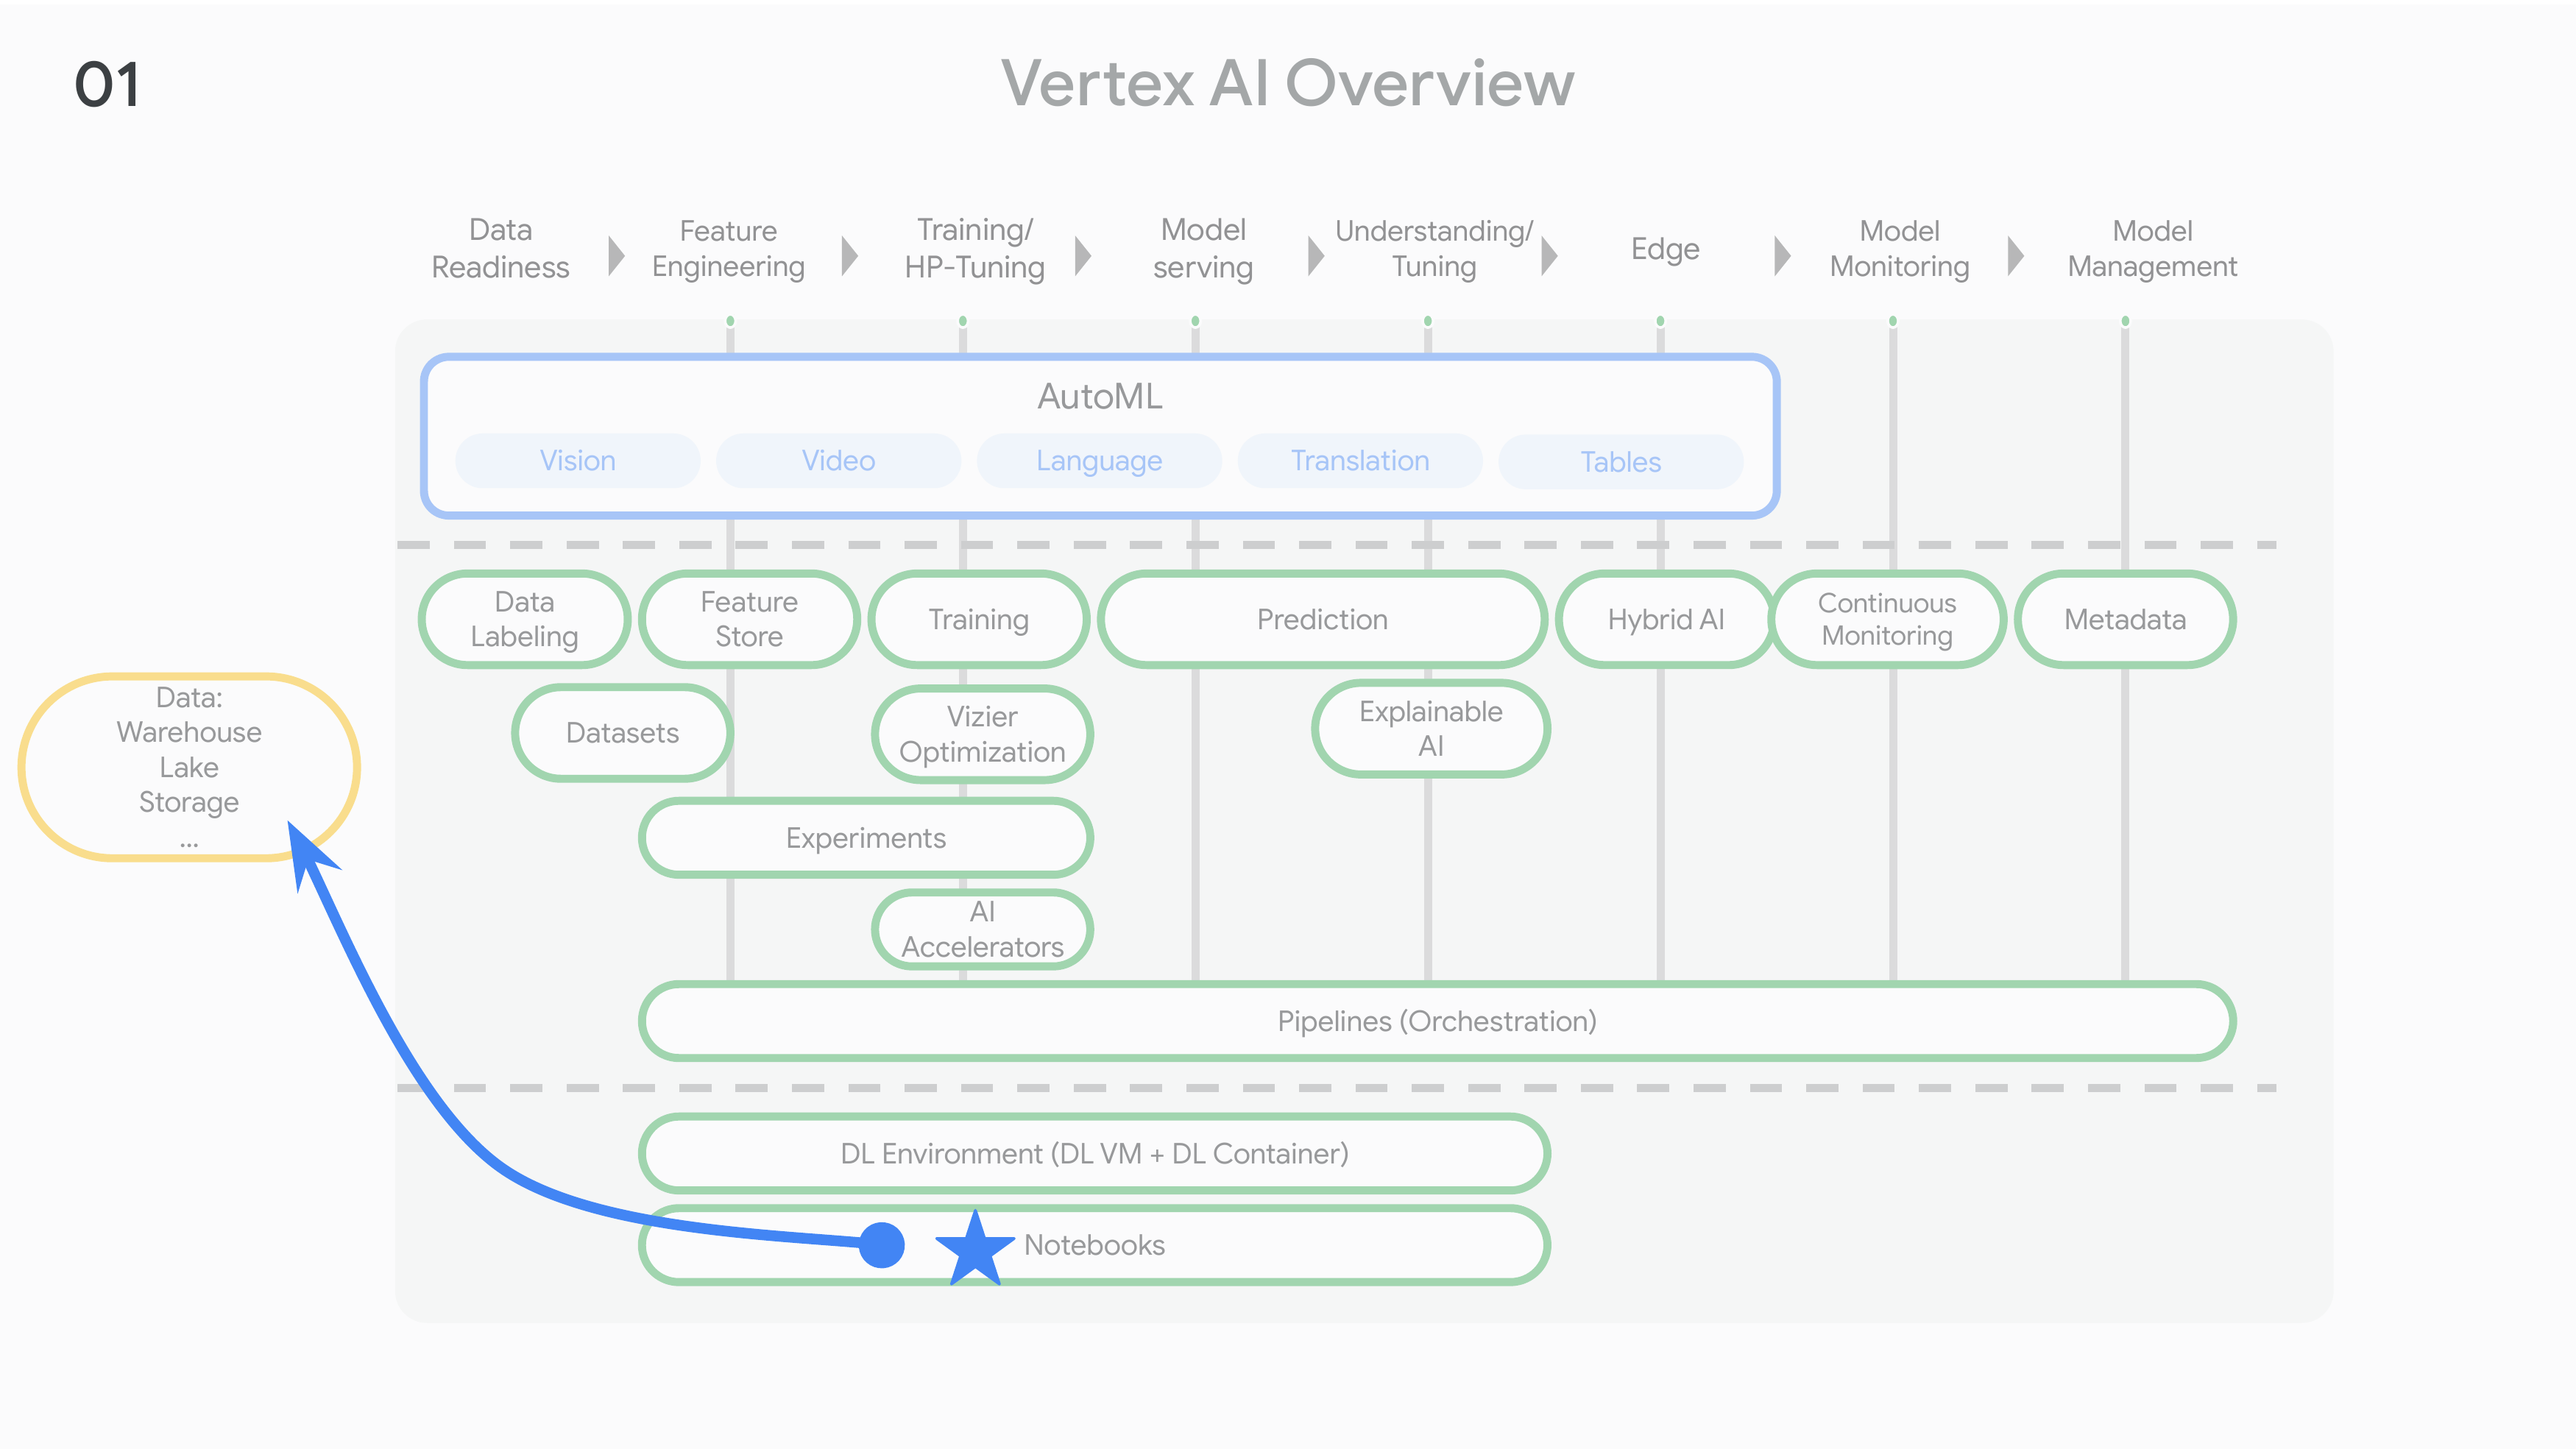 01
Vertex AI Overview
Data
Readiness
Feature
Engineering
Training/
HP-Tuning
Model
serving
Understanding/
Tuning
Edge
Model
Monitoring
Model
Management
AutoML
Vision
Video
Language
Translation
Tables
Data
Labeling
Feature
Store
Training
Prediction
Hybrid AI
Continuous
Monitoring
Metadata
Data:
Warehouse
Lake
Storage
...
Datasets
Vizier
Optimization
Explainable
AI
Experiments
AI
Accelerators
Pipelines (Orchestration)
DL Environment (DL VM + DL Container)
Notebooks